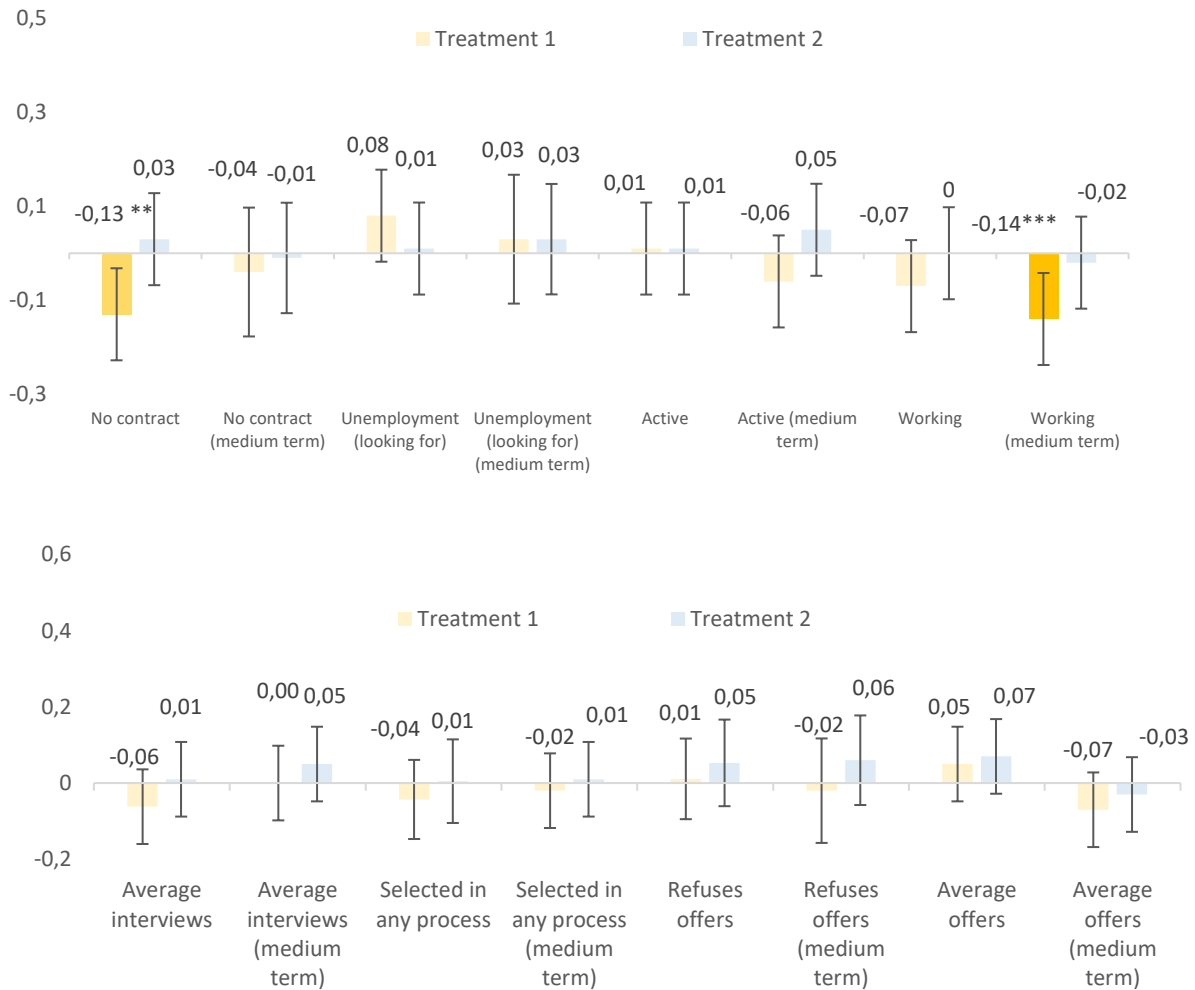 0,5
Treatment 1
Treatment 2
0,3
0,08
0,03
0,03
0,05
0,03
-0,04
-0,01
0,01
0,01
0,01
0
-0,02
0,1
-0,13 **
-0,06
-0,07
-0,14***
-0,1
-0,3
No contract
No contract
(medium term)
Unemployment
(looking for)
Unemployment
(looking for)
(medium term)
Active
Active (medium
term)
Working
Working
(medium term)
0,6
Treatment 1
Treatment 2
0,4
0,2
-0,06
0,01
0,00
0,05
-0,04
0,01
-0,02
0,01
0,01
0,05
-0,02
0,06
0,05
0,07
-0,07
-0,03
0
-0,2
Average
interviews
Average
interviews
(medium
term)
Selected in
any process
Selected in
any process
(medium
term)
Refuses
offers
Refuses
offers
(medium
term)
Average
offers
Average
offers
(medium
term)